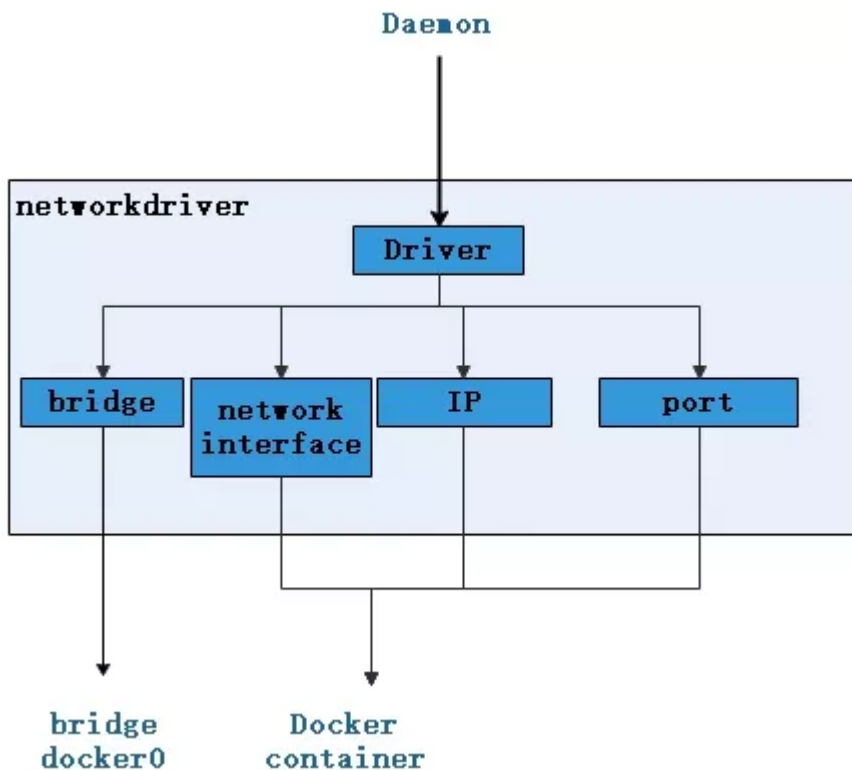 Daemon
networkdriver
Driver
bridge
network
interface
IP
port
bridge
docker0
Docker
container